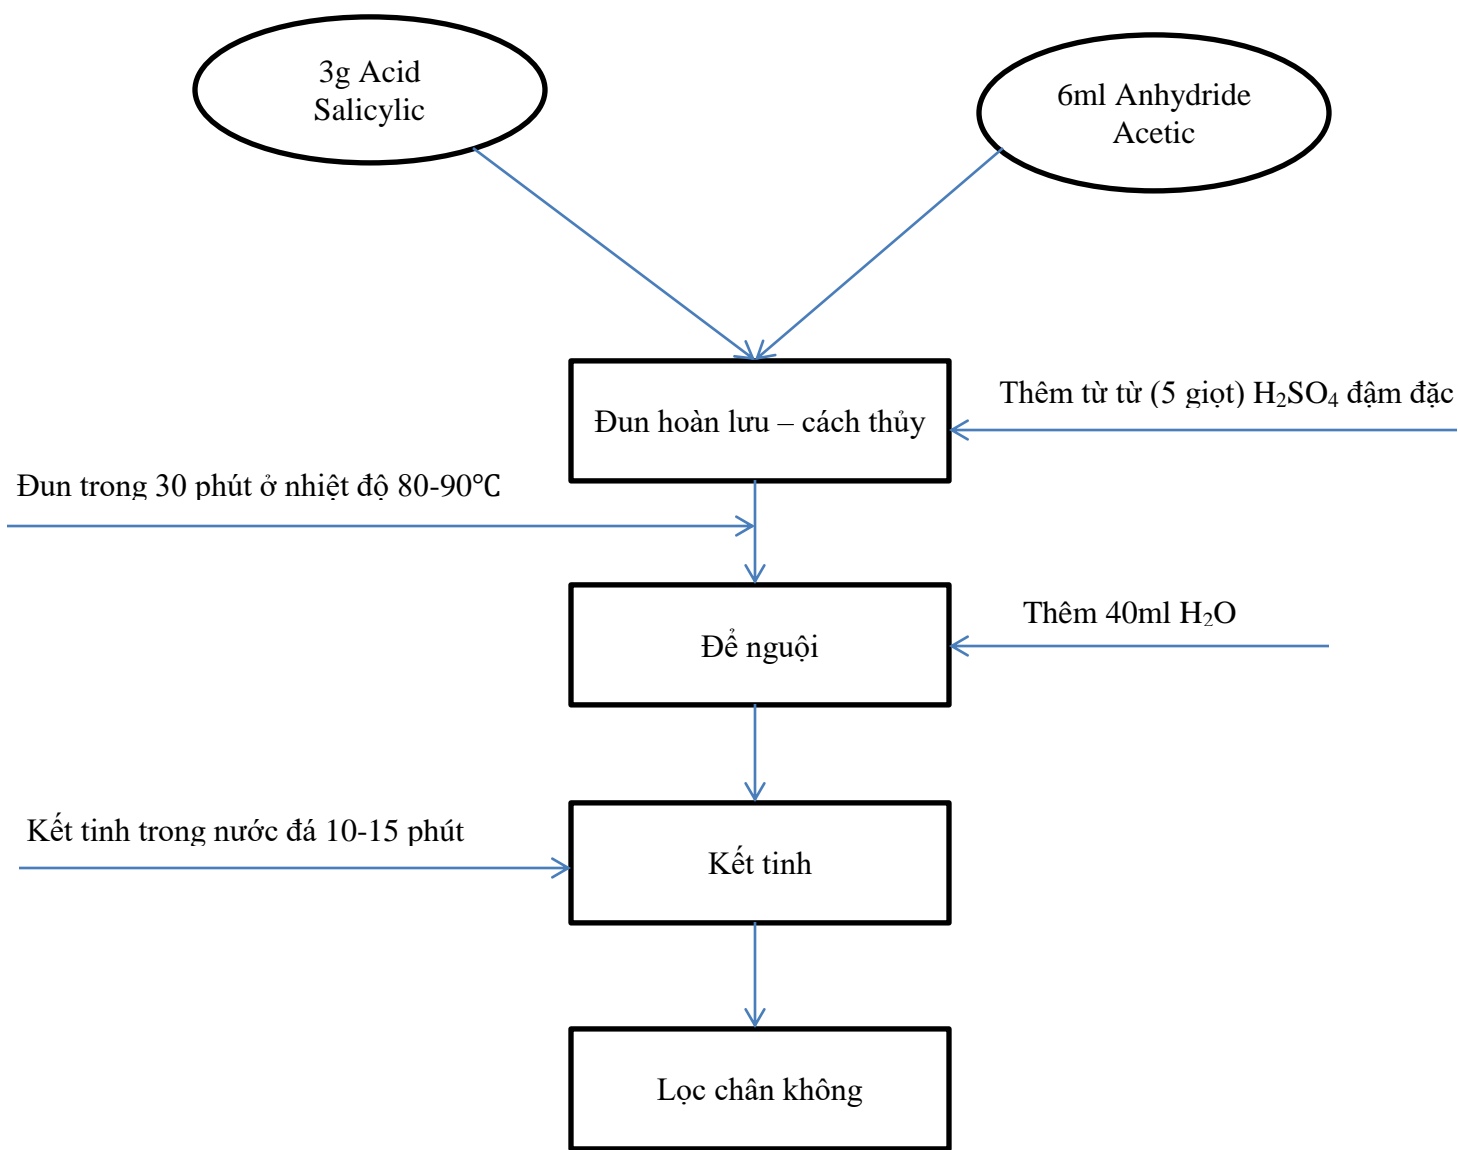 3g Acid
Salicylic
6ml Anhydride
Acetic
Đun hoàn lưu – cách thủy
Thêm từ từ (5 giọt) H₂SO₄ đậm đặc
Đun trong 30 phút ở nhiệt độ 80-90℃
Để nguội
Thêm 40ml H₂O
Kết tinh trong nước đá 10-15 phút
Kết tinh
Lọc chân không